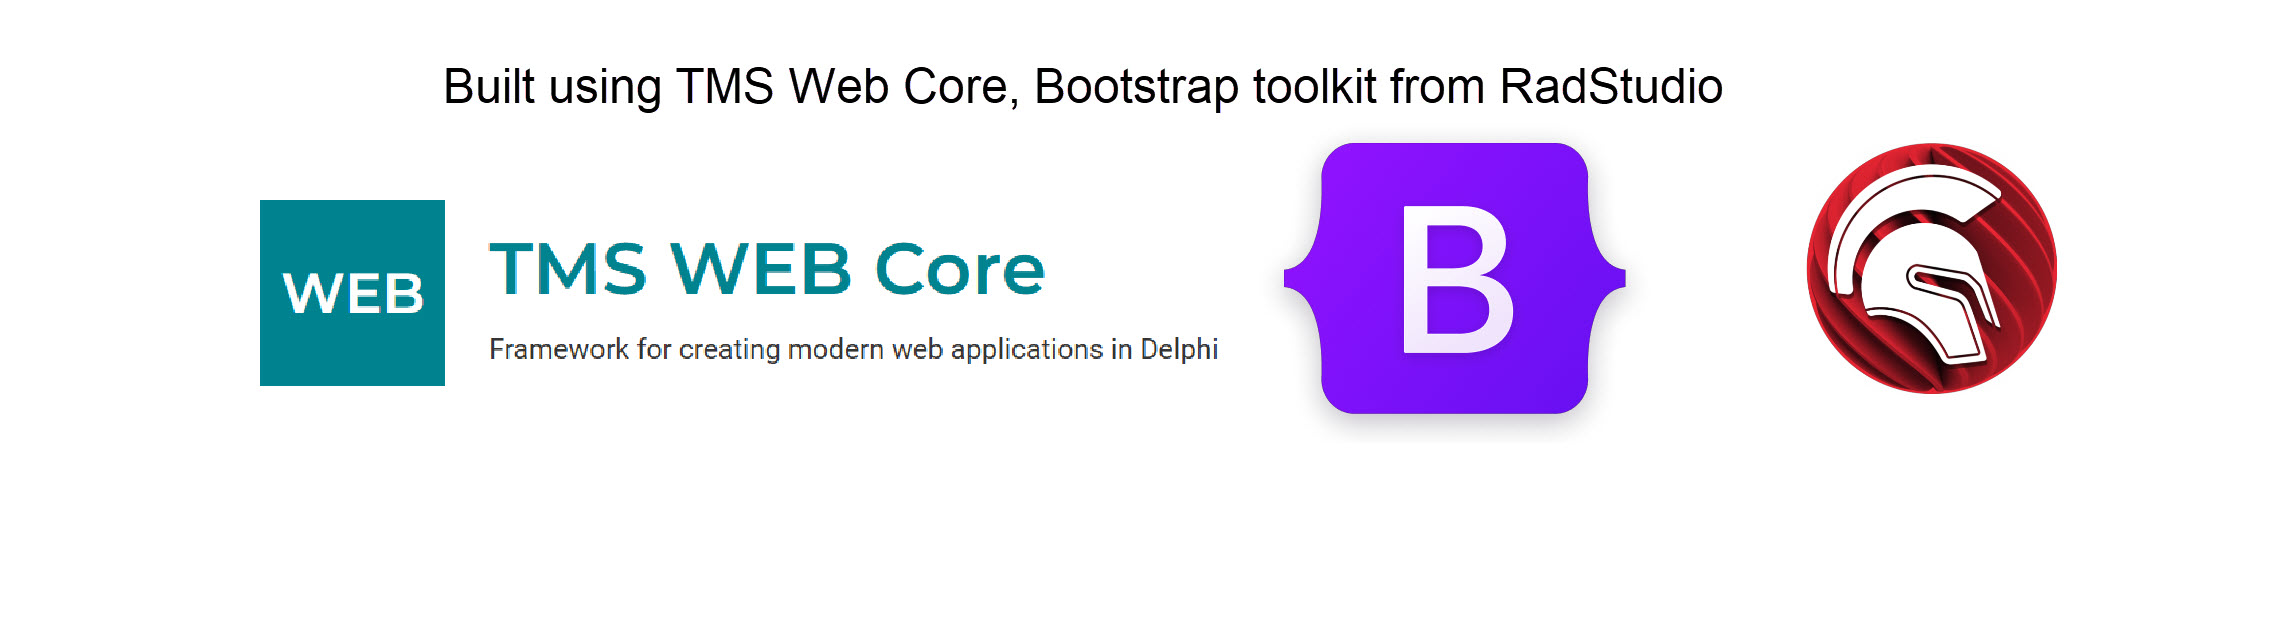 Built using TMS Web Core, Bootstrap toolkit from RadStudio
WEB
TMS WEB Core
Framework for creating modern web applications in Delphi
B